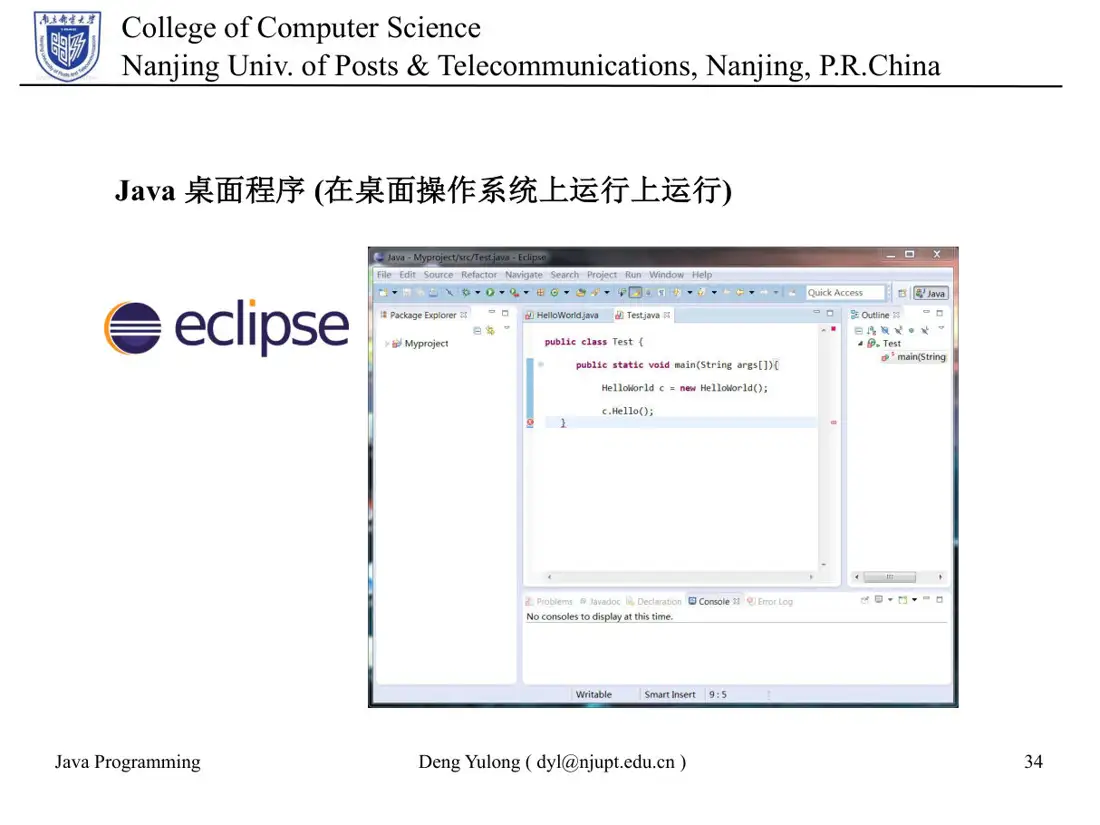 College of Computer Science
Nanjing Univ. of Posts & Telecommunications, Nanjing, P.R.China
Java 桌面程序 (在桌面操作系统上运行上运行)
eclipse
Java - Myproject/src/Test.java - Eclipse
File Edit Source Refactor Navigate Search Project Run Window Help
Quick Access
Java
Package Explorer
HelloWorld.java
Test.java
Outline
Myproject
public class Test {
public static void main(String args[]){
HelloWorld c = new HelloWorld();
c.Hello();
}
Test
main(String
Problems Javadoc Declaration Console Error Log
No consoles to display at this time.
Writable Smart Insert 9 : 5
Java Programming
Deng Yulong ( dyl@njupt.edu.cn )
34